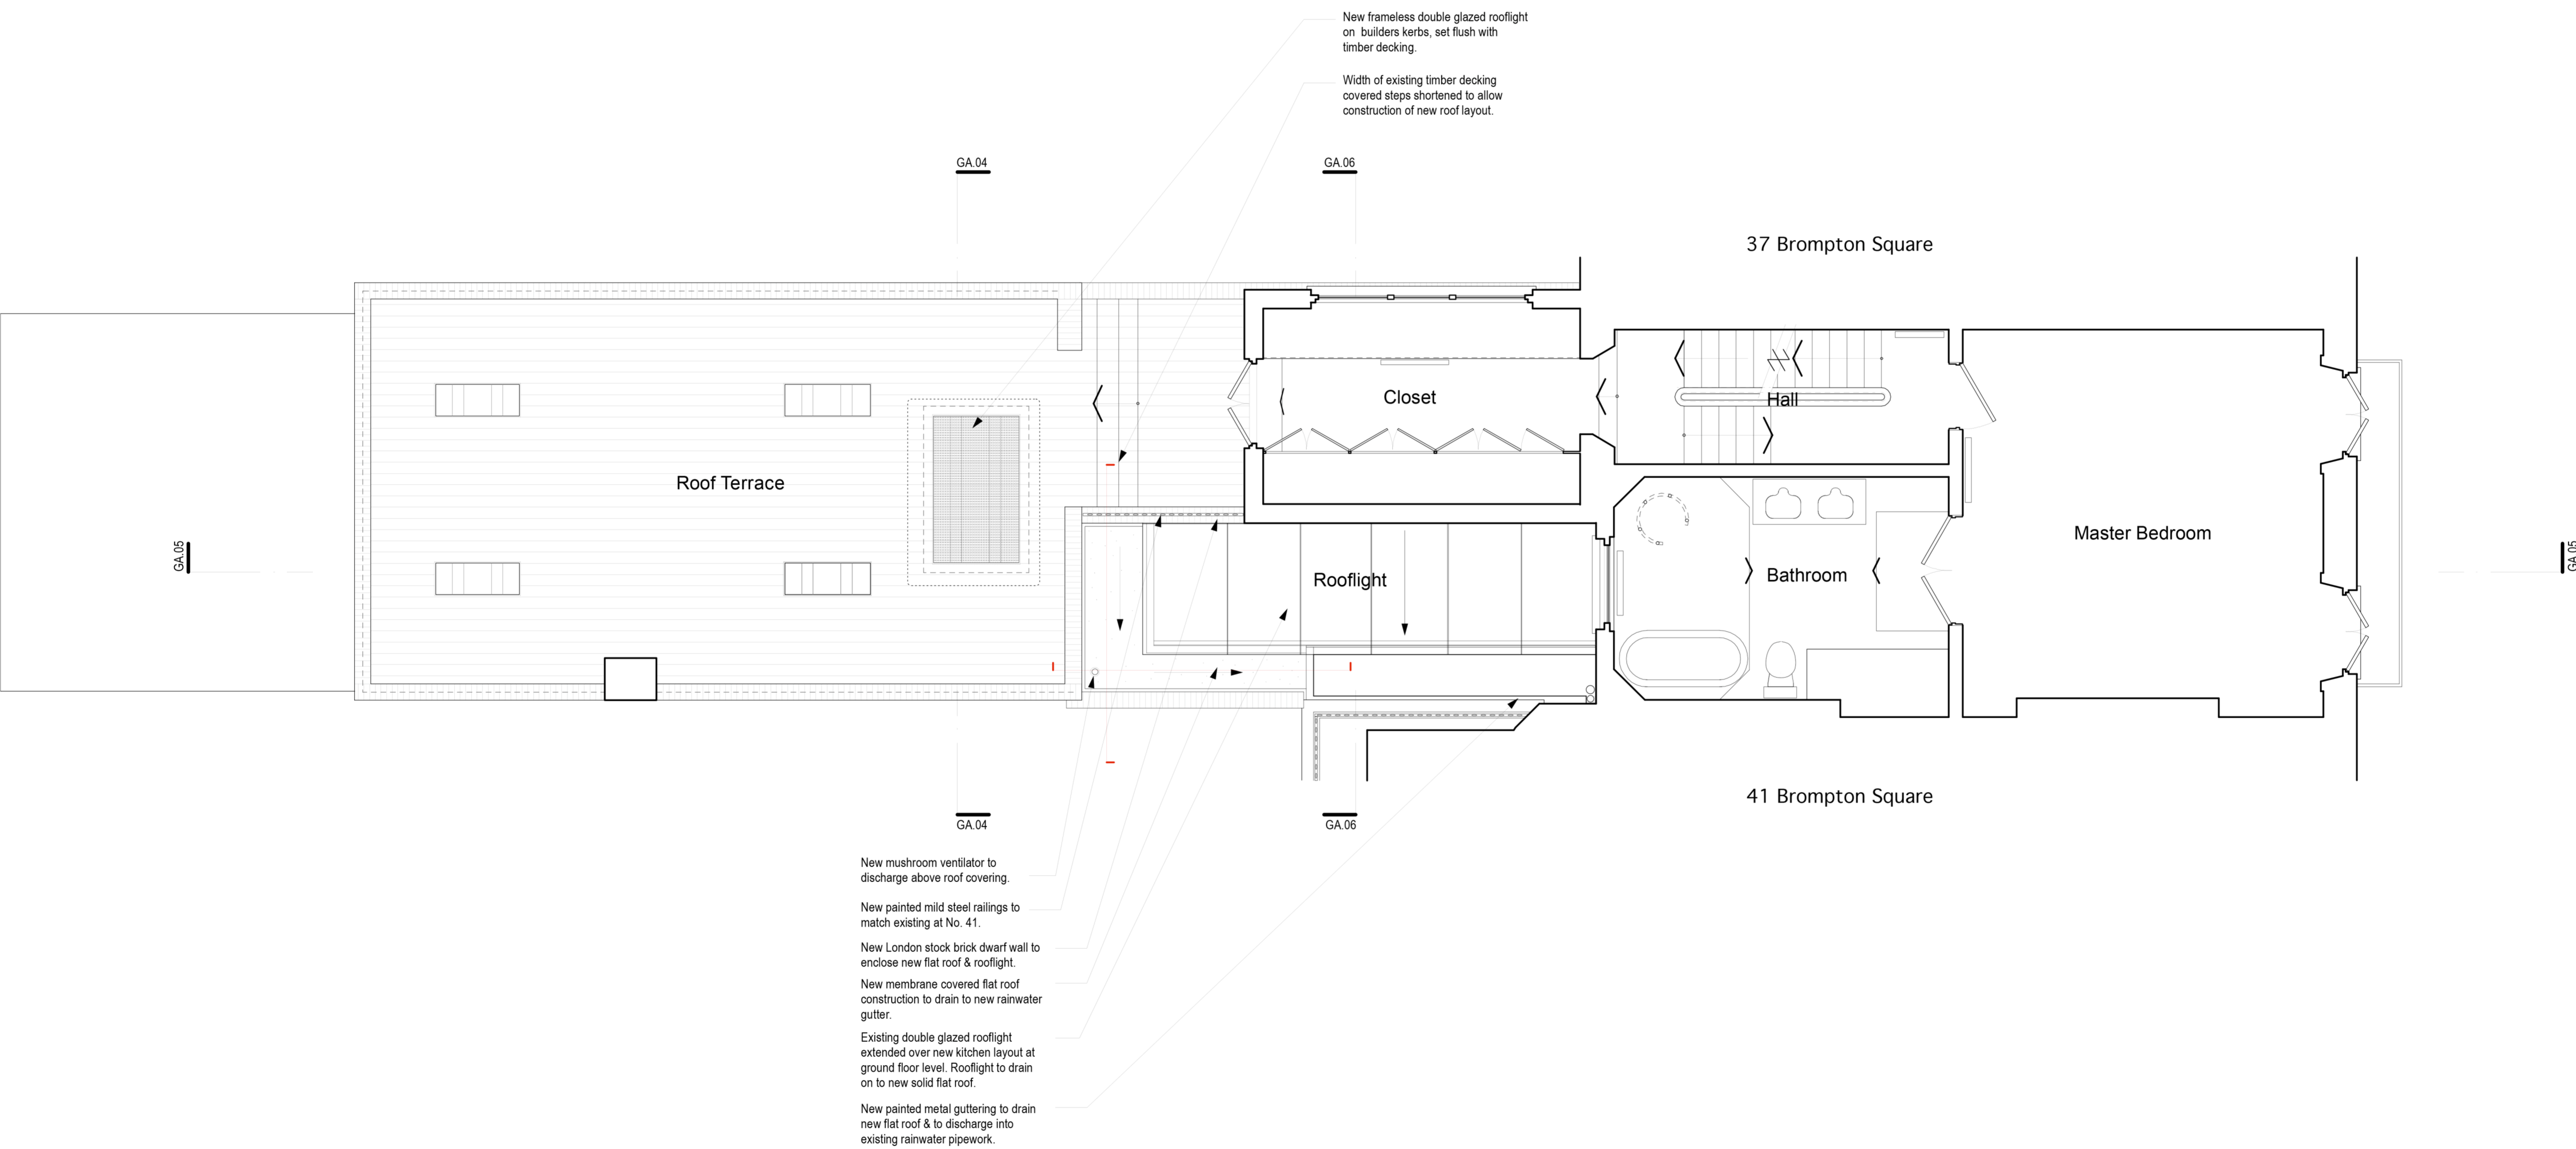 New frameless double glazed rooflight
on builders kerbs, set flush with
timber decking.
Width of existing timber decking
covered steps shortened to allow
construction of new roof layout.
GA.04
GA.06
37 Brompton Square
Closet
Hall
Roof Terrace
Master Bedroom
GA.05
GA.05
Rooflight
Bathroom
41 Brompton Square
GA.04
GA.06
New mushroom ventilator to
discharge above roof covering.
New painted mild steel railings to
match existing at No. 41.
New London stock brick dwarf wall to
enclose new flat roof & rooflight.
New membrane covered flat roof
construction to drain to new rainwater
gutter.
Existing double glazed rooflight
extended over new kitchen layout at
ground floor level. Rooflight to drain
on to new solid flat roof.
New painted metal guttering to drain
new flat roof & to discharge into
existing rainwater pipework.